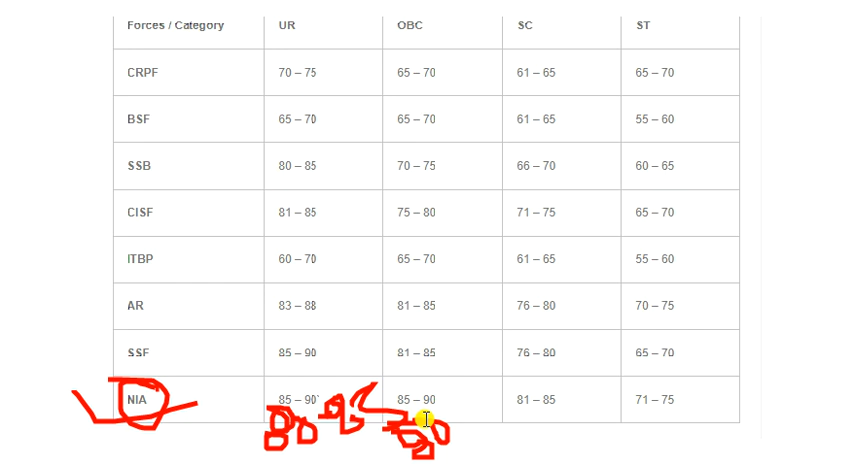 Forces / Category UR OBC SC ST
CRPF 70 – 75 65 – 70 61 – 65 65 – 70
BSF 65 – 70 65 – 70 61 – 65 55 – 60
SSB 80 – 85 70 – 75 66 – 70 60 – 65
CISF 81 – 85 75 – 80 71 – 75 65 – 70
ITBP 60 – 70 65 – 70 61 – 65 55 – 60
AR 83 – 88 81 – 85 76 – 80 70 – 75
SSF 85 – 90 81 – 85 76 – 80 65 – 70
NIA 85 – 90 85 – 90 81 – 85 71 – 75